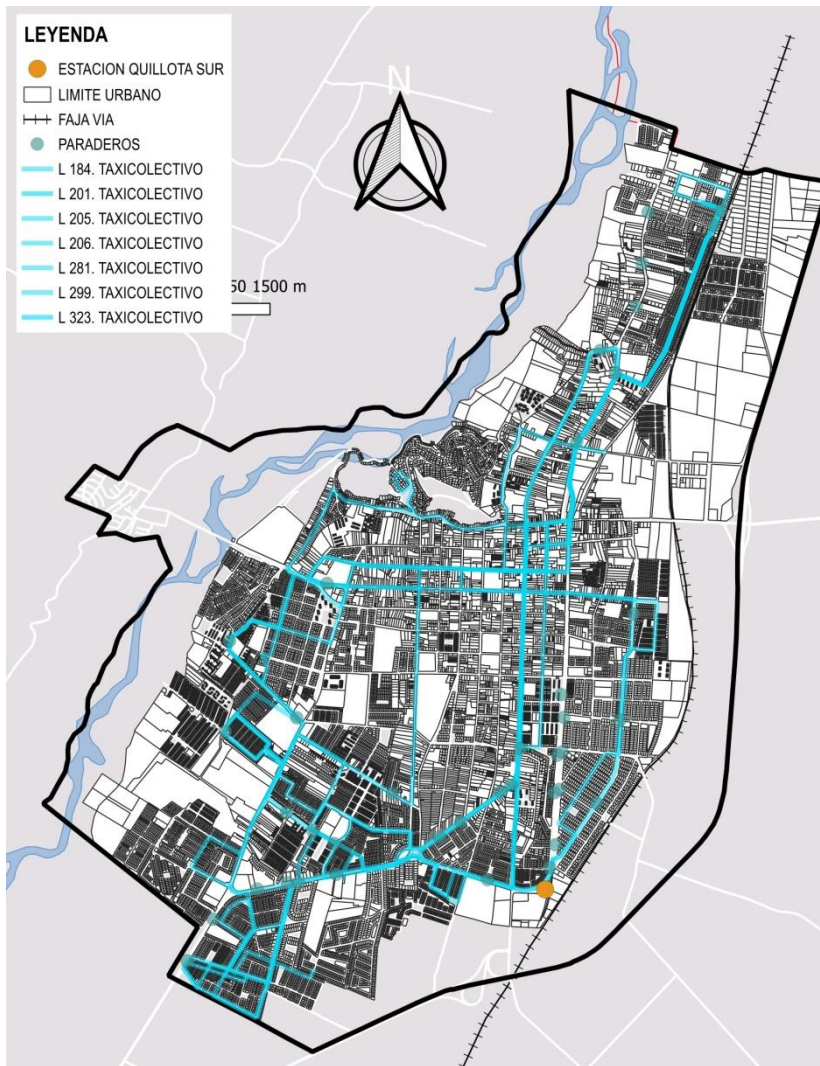 LEYENDA
ESTACION QUILLOTA SUR
LIMITE URBANO
FAJA VIA
PARADEROS
L 184. TAXICOLECTIVO
L 201. TAXICOLECTIVO
L 205. TAXICOLECTIVO
L 206. TAXICOLECTIVO
L 281. TAXICOLECTIVO
L 299. TAXICOLECTIVO
L 323. TAXICOLECTIVO
50 1500 m
N